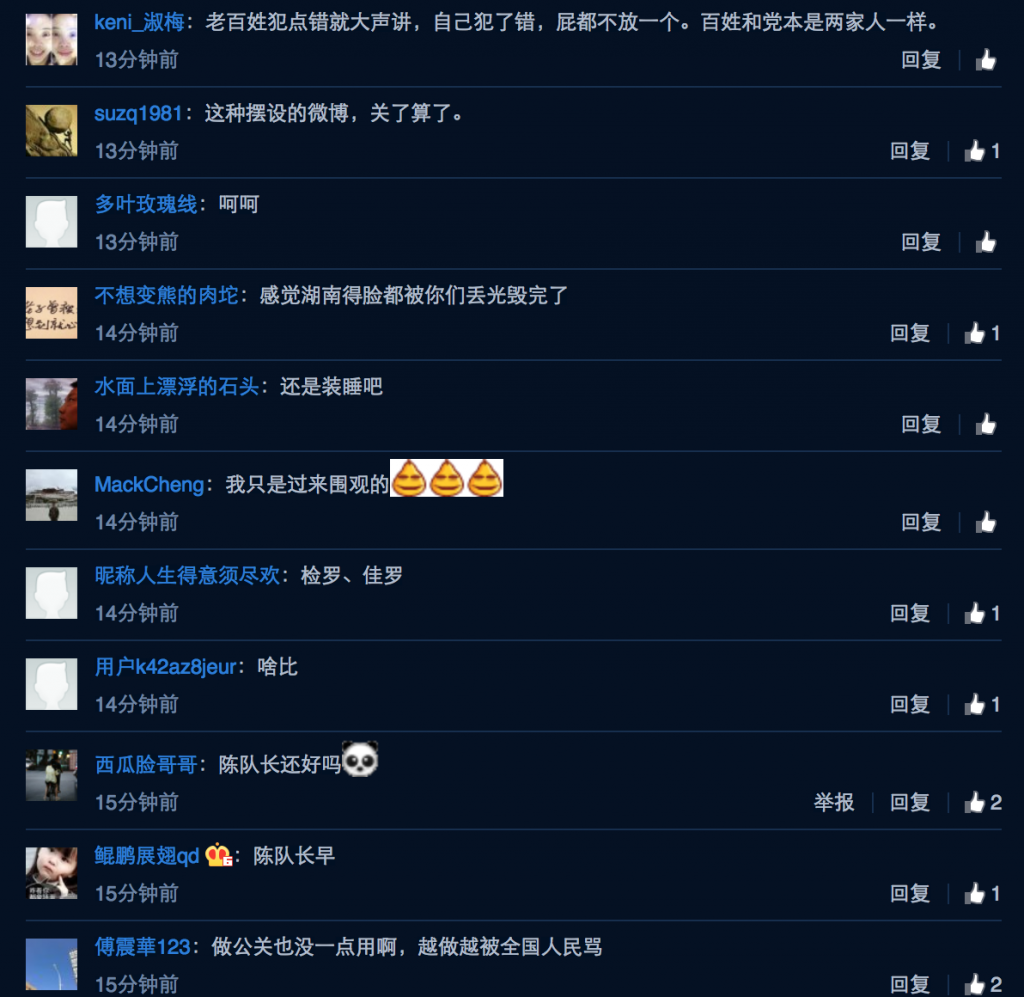 keni_淑梅：老百姓犯点错就大声讲，自己犯了错，屁都不放一个。百姓和党本是两家人一样。
13分钟前 回复
suzq1981：这种摆设的微博，关了算了。
13分钟前 回复 1
多叶玫瑰线：呵呵
13分钟前 回复
不想变熊的肉坨：感觉湖南得脸都被你们丢光毁完了
14分钟前 回复 1
水面上漂浮的石头：还是装睡吧
14分钟前 回复
MackCheng：我只是过来围观的
14分钟前 回复
昵称人生得意须尽欢：检罗、佳罗
14分钟前 回复 1
用户k42az8jeur：啥比
14分钟前 回复 1
西瓜脸哥哥：陈队长还好吗
15分钟前 举报 回复 2
鲲鹏展翅qd：陈队长早
15分钟前 回复 1
傅震華123：做公关也没一点用啊，越做越被全国人民骂
15分钟前 回复 2